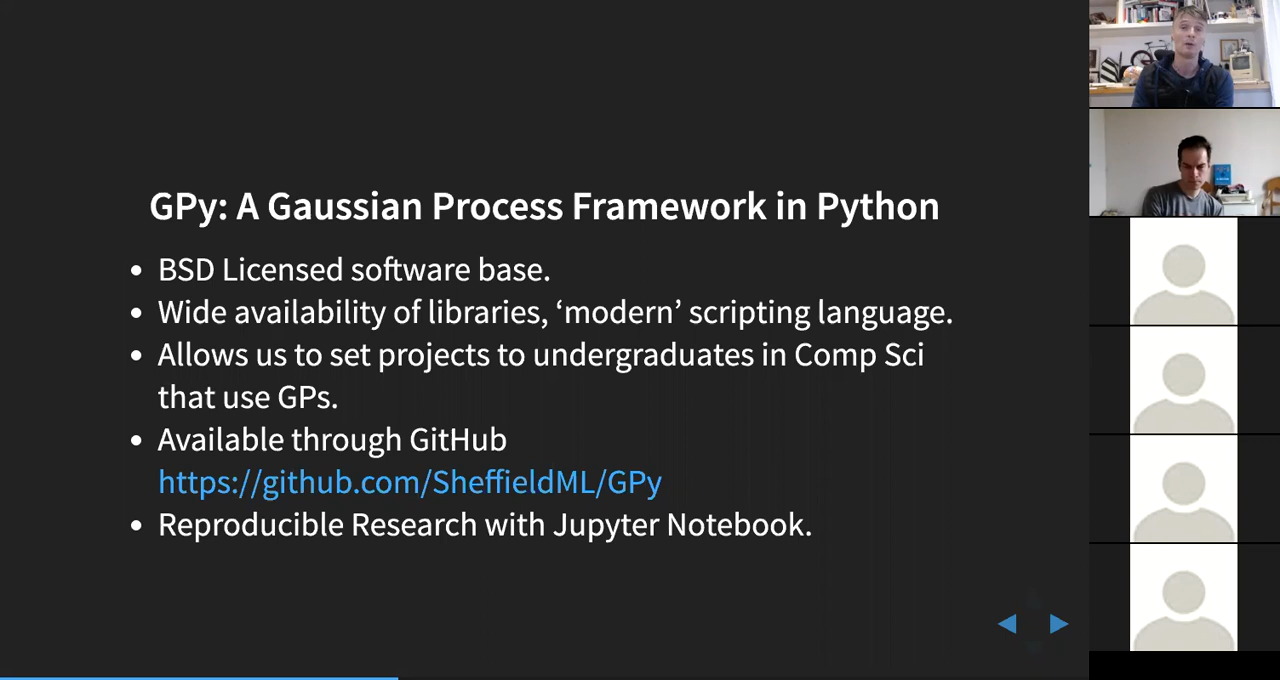 GPy: A Gaussian Process Framework in Python
• BSD Licensed software base.
• Wide availability of libraries, ‘modern’ scripting language.
• Allows us to set projects to undergraduates in Comp Sci
that use GPs.
• Available through GitHub
https://github.com/SheffieldML/GPy
• Reproducible Research with Jupyter Notebook.